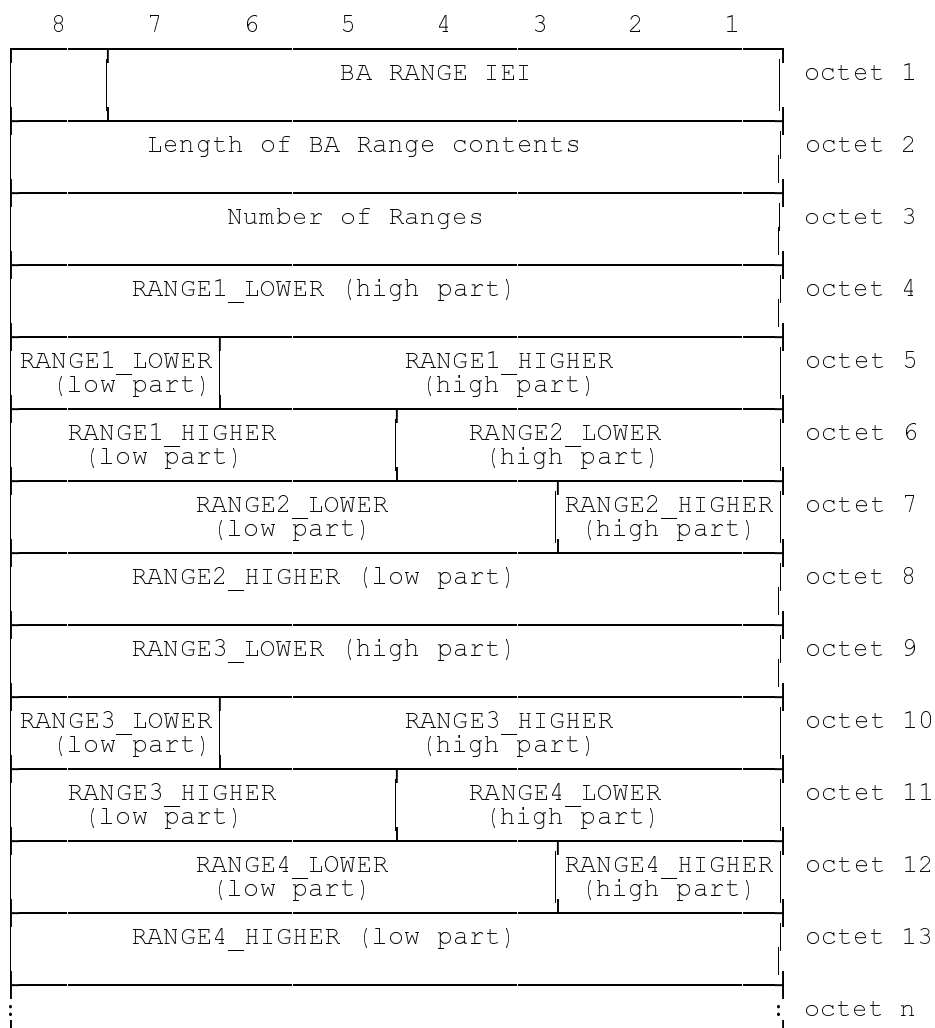 8 7 6 5 4 3 2 1
BA RANGE IEI octet 1
Length of BA Range contents octet 2
Number of Ranges octet 3
RANGE1_LOWER (high part) octet 4
RANGE1_LOWER RANGE1_HIGHER octet 5
(low part) (high part)
RANGE1_HIGHER RANGE2_LOWER octet 6
(low part) (high part)
RANGE2_LOWER RANGE2_HIGHER octet 7
(low part) (high part)
RANGE2_HIGHER (low part) octet 8
RANGE3_LOWER (high part) octet 9
RANGE3_LOWER RANGE3_HIGHER octet 10
(low part) (high part)
RANGE3_HIGHER RANGE4_LOWER octet 11
(low part) (high part)
RANGE4_LOWER RANGE4_HIGHER octet 12
(low part) (high part)
RANGE4_HIGHER (low part) octet 13
: : octet n